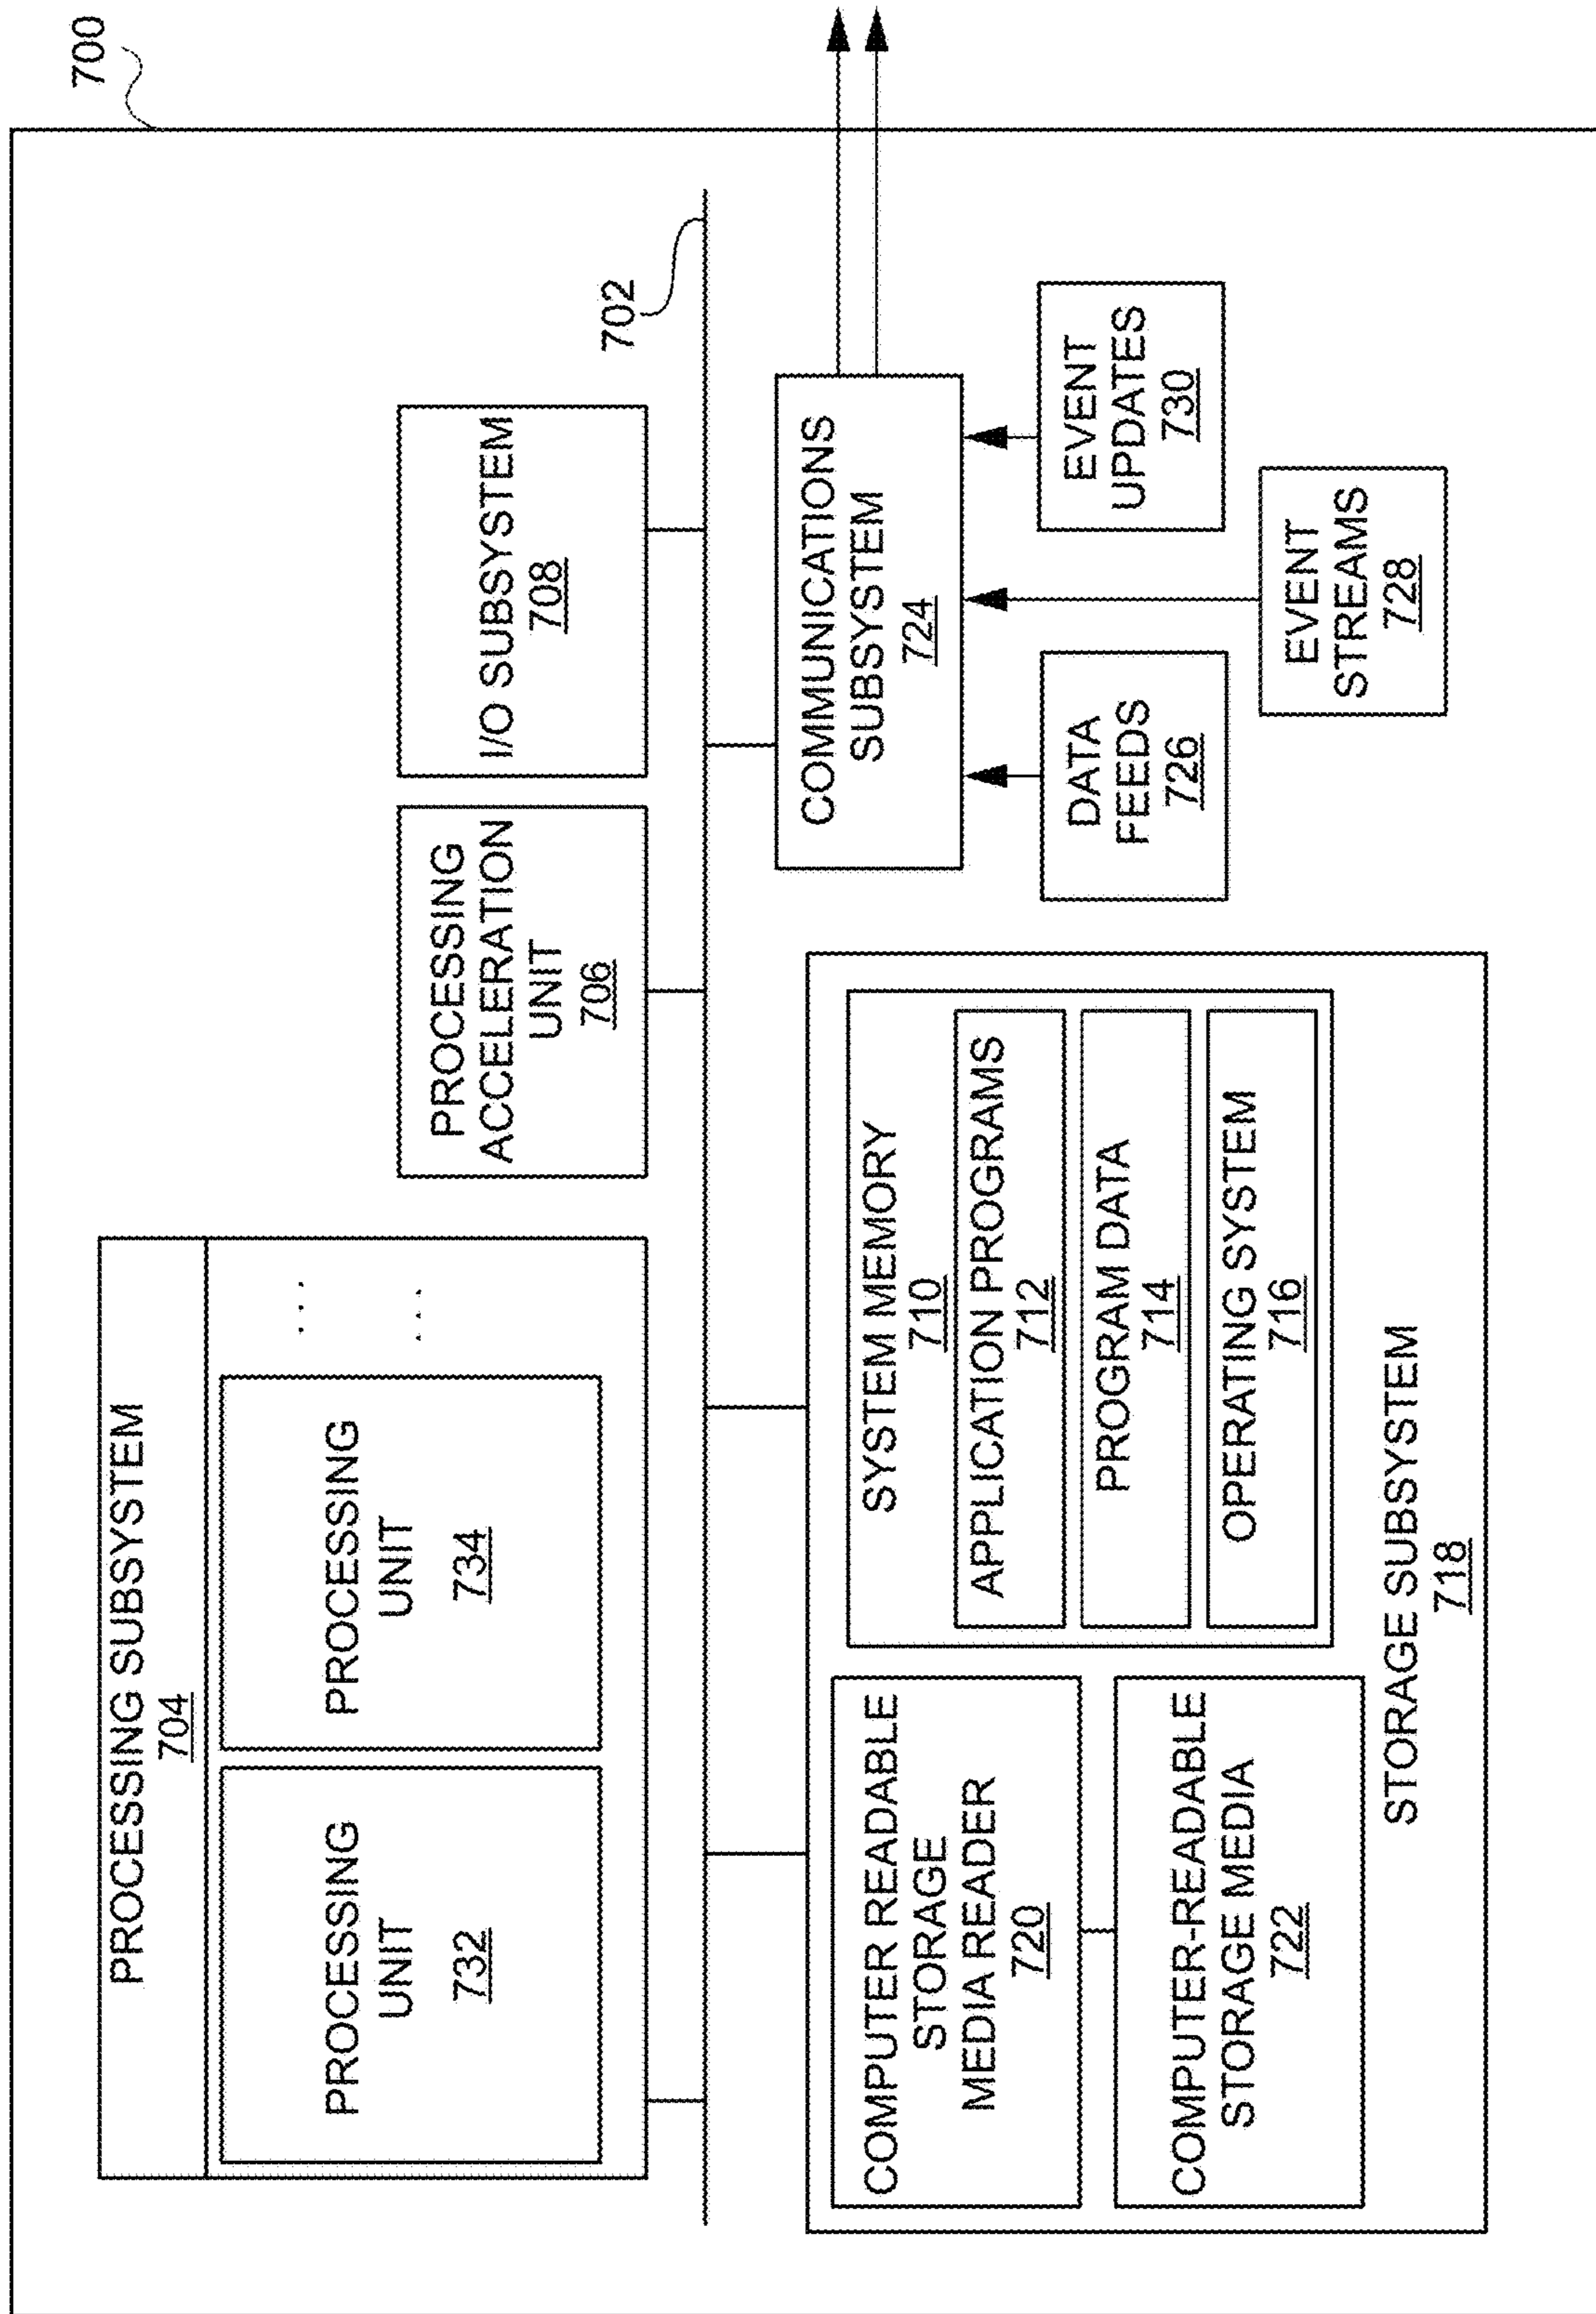 700
PROCESSING SUBSYSTEM
704
PROCESSING
UNIT
732
PROCESSING
UNIT
734
. . .
. . .
PROCESSING
ACCELERATION
UNIT
706
I/O SUBSYSTEM
708
702
COMPUTER READABLE
STORAGE
MEDIA READER
720
COMPUTER-READABLE
STORAGE MEDIA
722
SYSTEM MEMORY
710
APPLICATION PROGRAMS
712
PROGRAM DATA
714
OPERATING SYSTEM
716
STORAGE SUBSYSTEM
718
COMMUNICATIONS
SUBSYSTEM
724
DATA
FEEDS
726
EVENT
STREAMS
728
EVENT
UPDATES
730